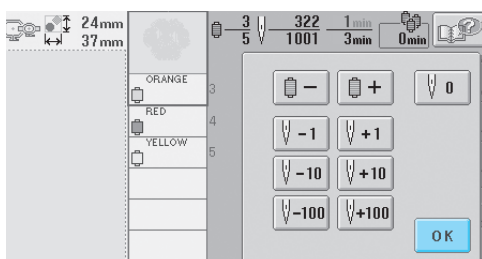 24mm
37mm
3
5
322
1001
1min
3min
0min
ORANGE
3
RED
4
YELLOW
5
-
+
0
-1
+1
-10
+10
-100
+100
OK